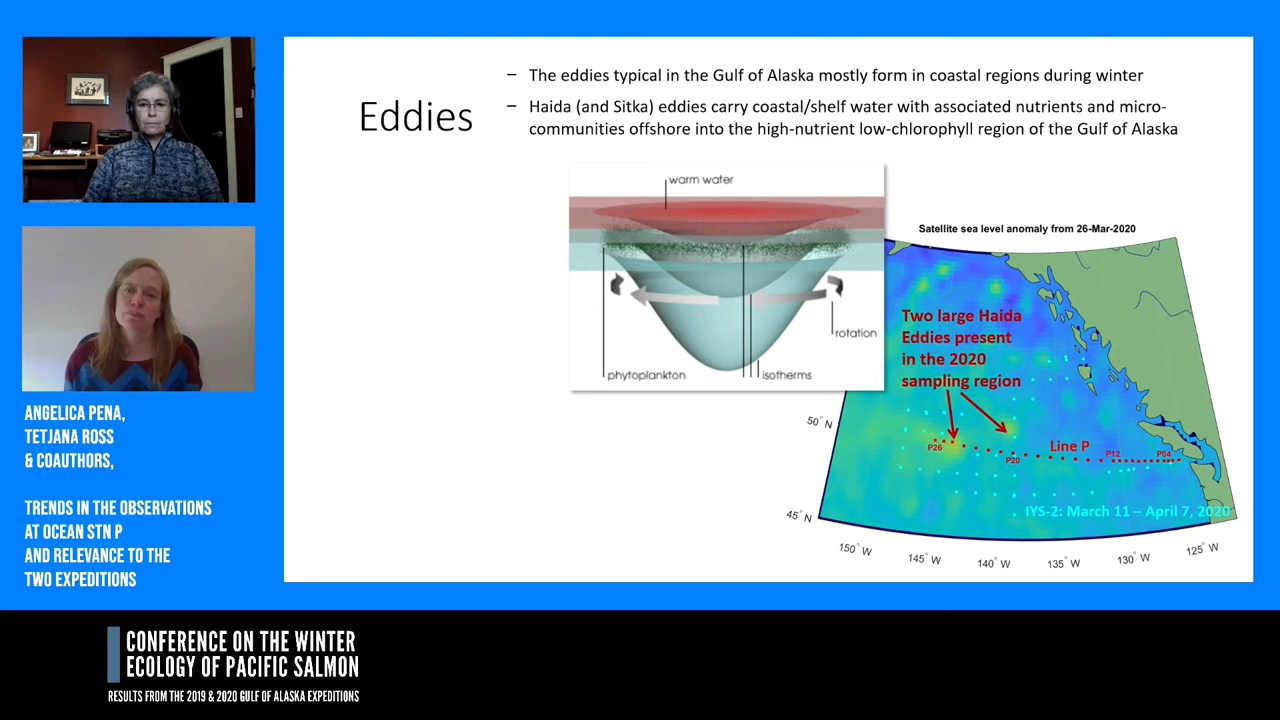 Eddies
– The eddies typical in the Gulf of Alaska mostly form in coastal regions during winter
– Haida (and Sitka) eddies carry coastal/shelf water with associated nutrients and micro-
communities offshore into the high-nutrient low-chlorophyll region of the Gulf of Alaska
warm water
rotation
phytoplankton
isotherms
Satellite sea level anomaly from 26-Mar-2020
Two large Haida
Eddies present
in the 2020
sampling region
Line P
P26
P20
P12
P04
IYS-2: March 11 – April 7, 2020
50°N
45°N
150°W
145°W
140°W
135°W
130°W
125°W
ANGELICA PENA,
TETJANA ROSS
& COAUTHORS,
TRENDS IN THE OBSERVATIONS
AT OCEAN STN P
AND RELEVANCE TO THE
TWO EXPEDITIONS
CONFERENCE ON THE WINTER
ECOLOGY OF PACIFIC SALMON
RESULTS FROM THE 2019 & 2020 GULF OF ALASKA EXPEDITIONS